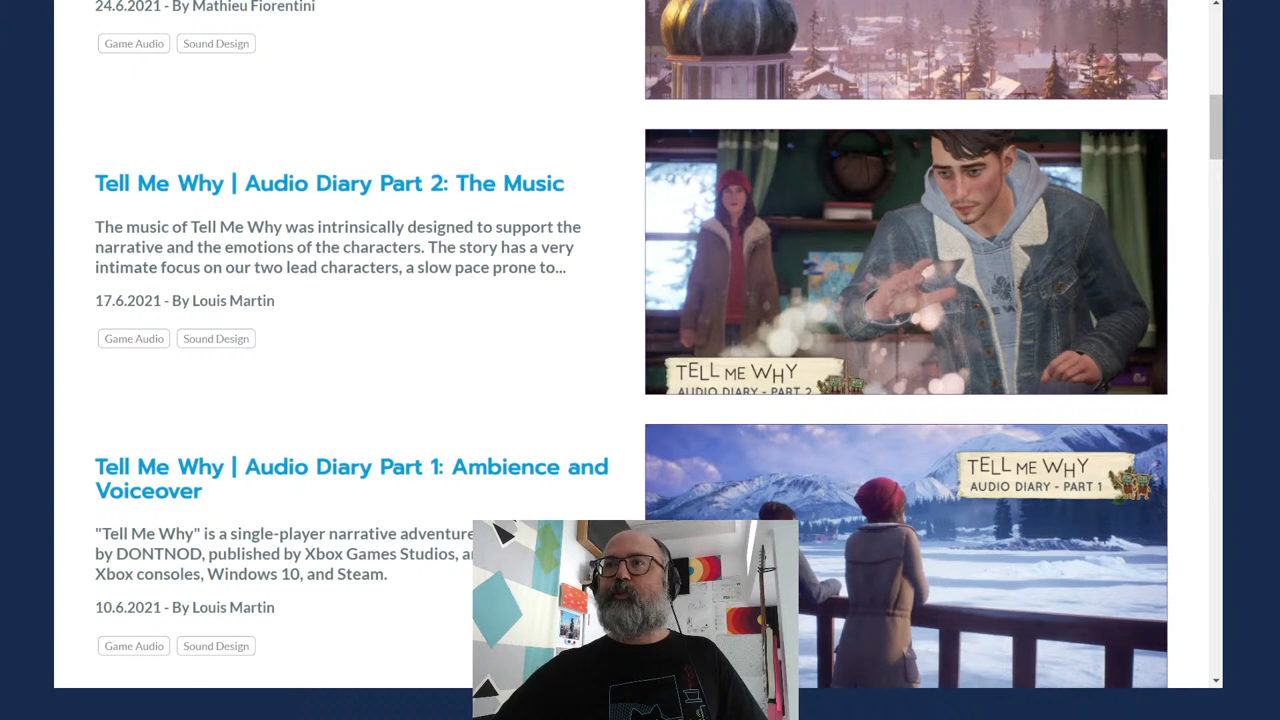 24.6.2021 - By Mathieu Fiorentini
Game Audio
Sound Design
Tell Me Why | Audio Diary Part 2: The Music
The music of Tell Me Why was intrinsically designed to support the
narrative and the emotions of the characters. The story has a very
intimate focus on our two lead characters, a slow pace prone to...
17.6.2021 - By Louis Martin
Game Audio
Sound Design
TELL ME WHY
AUDIO DIARY - PART 2
Tell Me Why | Audio Diary Part 1: Ambience and
Voiceover
"Tell Me Why" is a single-player narrative adventure
by DONTNOD, published by Xbox Games Studios,
Xbox consoles, Windows 10, and Steam.
10.6.2021 - By Louis Martin
Game Audio
Sound Design
TELL ME WHY
AUDIO DIARY - PART 1